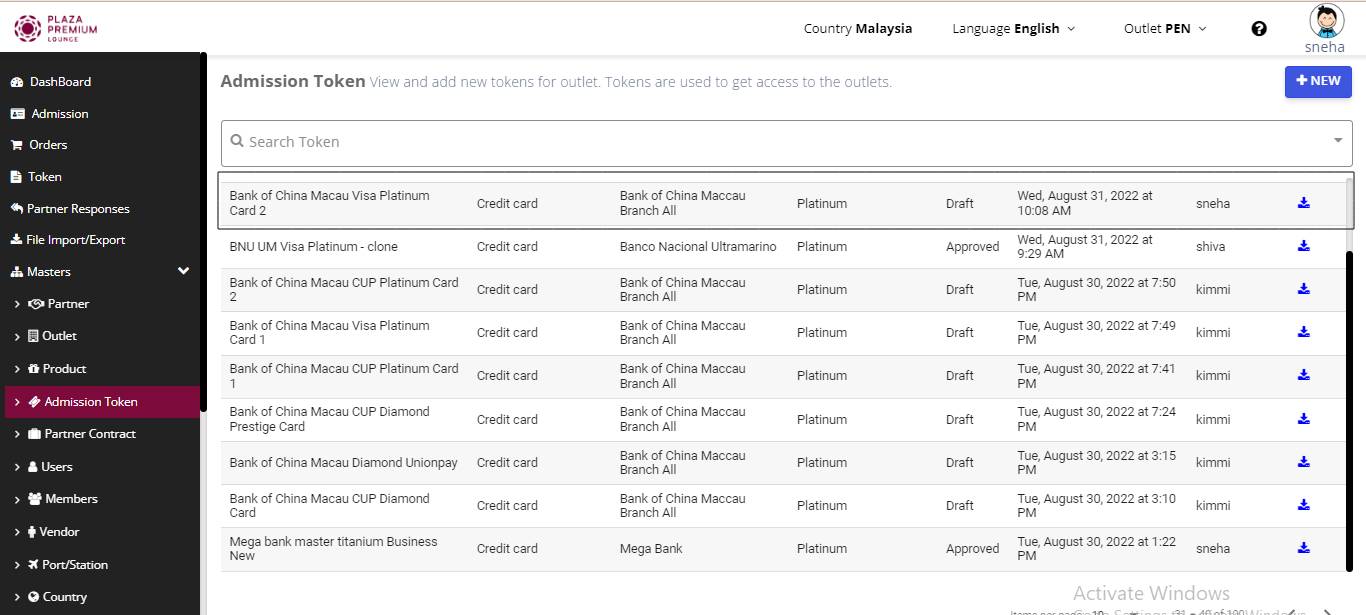 PLAZA
PREMIUM
LOUNGE
Country Malaysia
Language English
Outlet PEN
sneha
DashBoard
Admission
Orders
Token
Partner Responses
File Import/Export
Masters
Partner
Outlet
Product
Admission Token
Partner Contract
Users
Members
Vendor
Port/Station
Country
Admission Token View and add new tokens for outlet. Tokens are used to get access to the outlets.
+ NEW
Search Token
Bank of China Macau Visa Platinum
Card 2
Credit card
Bank of China Maccau
Branch All
Platinum
Draft
Wed, August 31, 2022 at
10:08 AM
sneha
BNU UM Visa Platinum - clone
Credit card
Banco Nacional Ultramarino
Platinum
Approved
Wed, August 31, 2022 at
9:29 AM
shiva
Bank of China Macau CUP Platinum Card
2
Credit card
Bank of China Maccau
Branch All
Platinum
Draft
Tue, August 30, 2022 at 7:50
PM
kimmi
Bank of China Macau Visa Platinum
Card 1
Credit card
Bank of China Maccau
Branch All
Platinum
Draft
Tue, August 30, 2022 at 7:49
PM
kimmi
Bank of China Macau CUP Platinum Card
1
Credit card
Bank of China Maccau
Branch All
Platinum
Draft
Tue, August 30, 2022 at 7:41
PM
kimmi
Bank of China Macau CUP Diamond
Prestige Card
Credit card
Bank of China Maccau
Branch All
Platinum
Draft
Tue, August 30, 2022 at 7:24
PM
kimmi
Bank of China Macau Diamond Unionpay
Credit card
Bank of China Maccau
Branch All
Platinum
Draft
Tue, August 30, 2022 at 3:15
PM
kimmi
Bank of China Macau CUP Diamond
Card
Credit card
Bank of China Maccau
Branch All
Platinum
Draft
Tue, August 30, 2022 at 3:10
PM
kimmi
Mega bank master titanium Business
New
Credit card
Mega Bank
Platinum
Approved
Tue, August 30, 2022 at 1:22
PM
sneha
Activate Windows